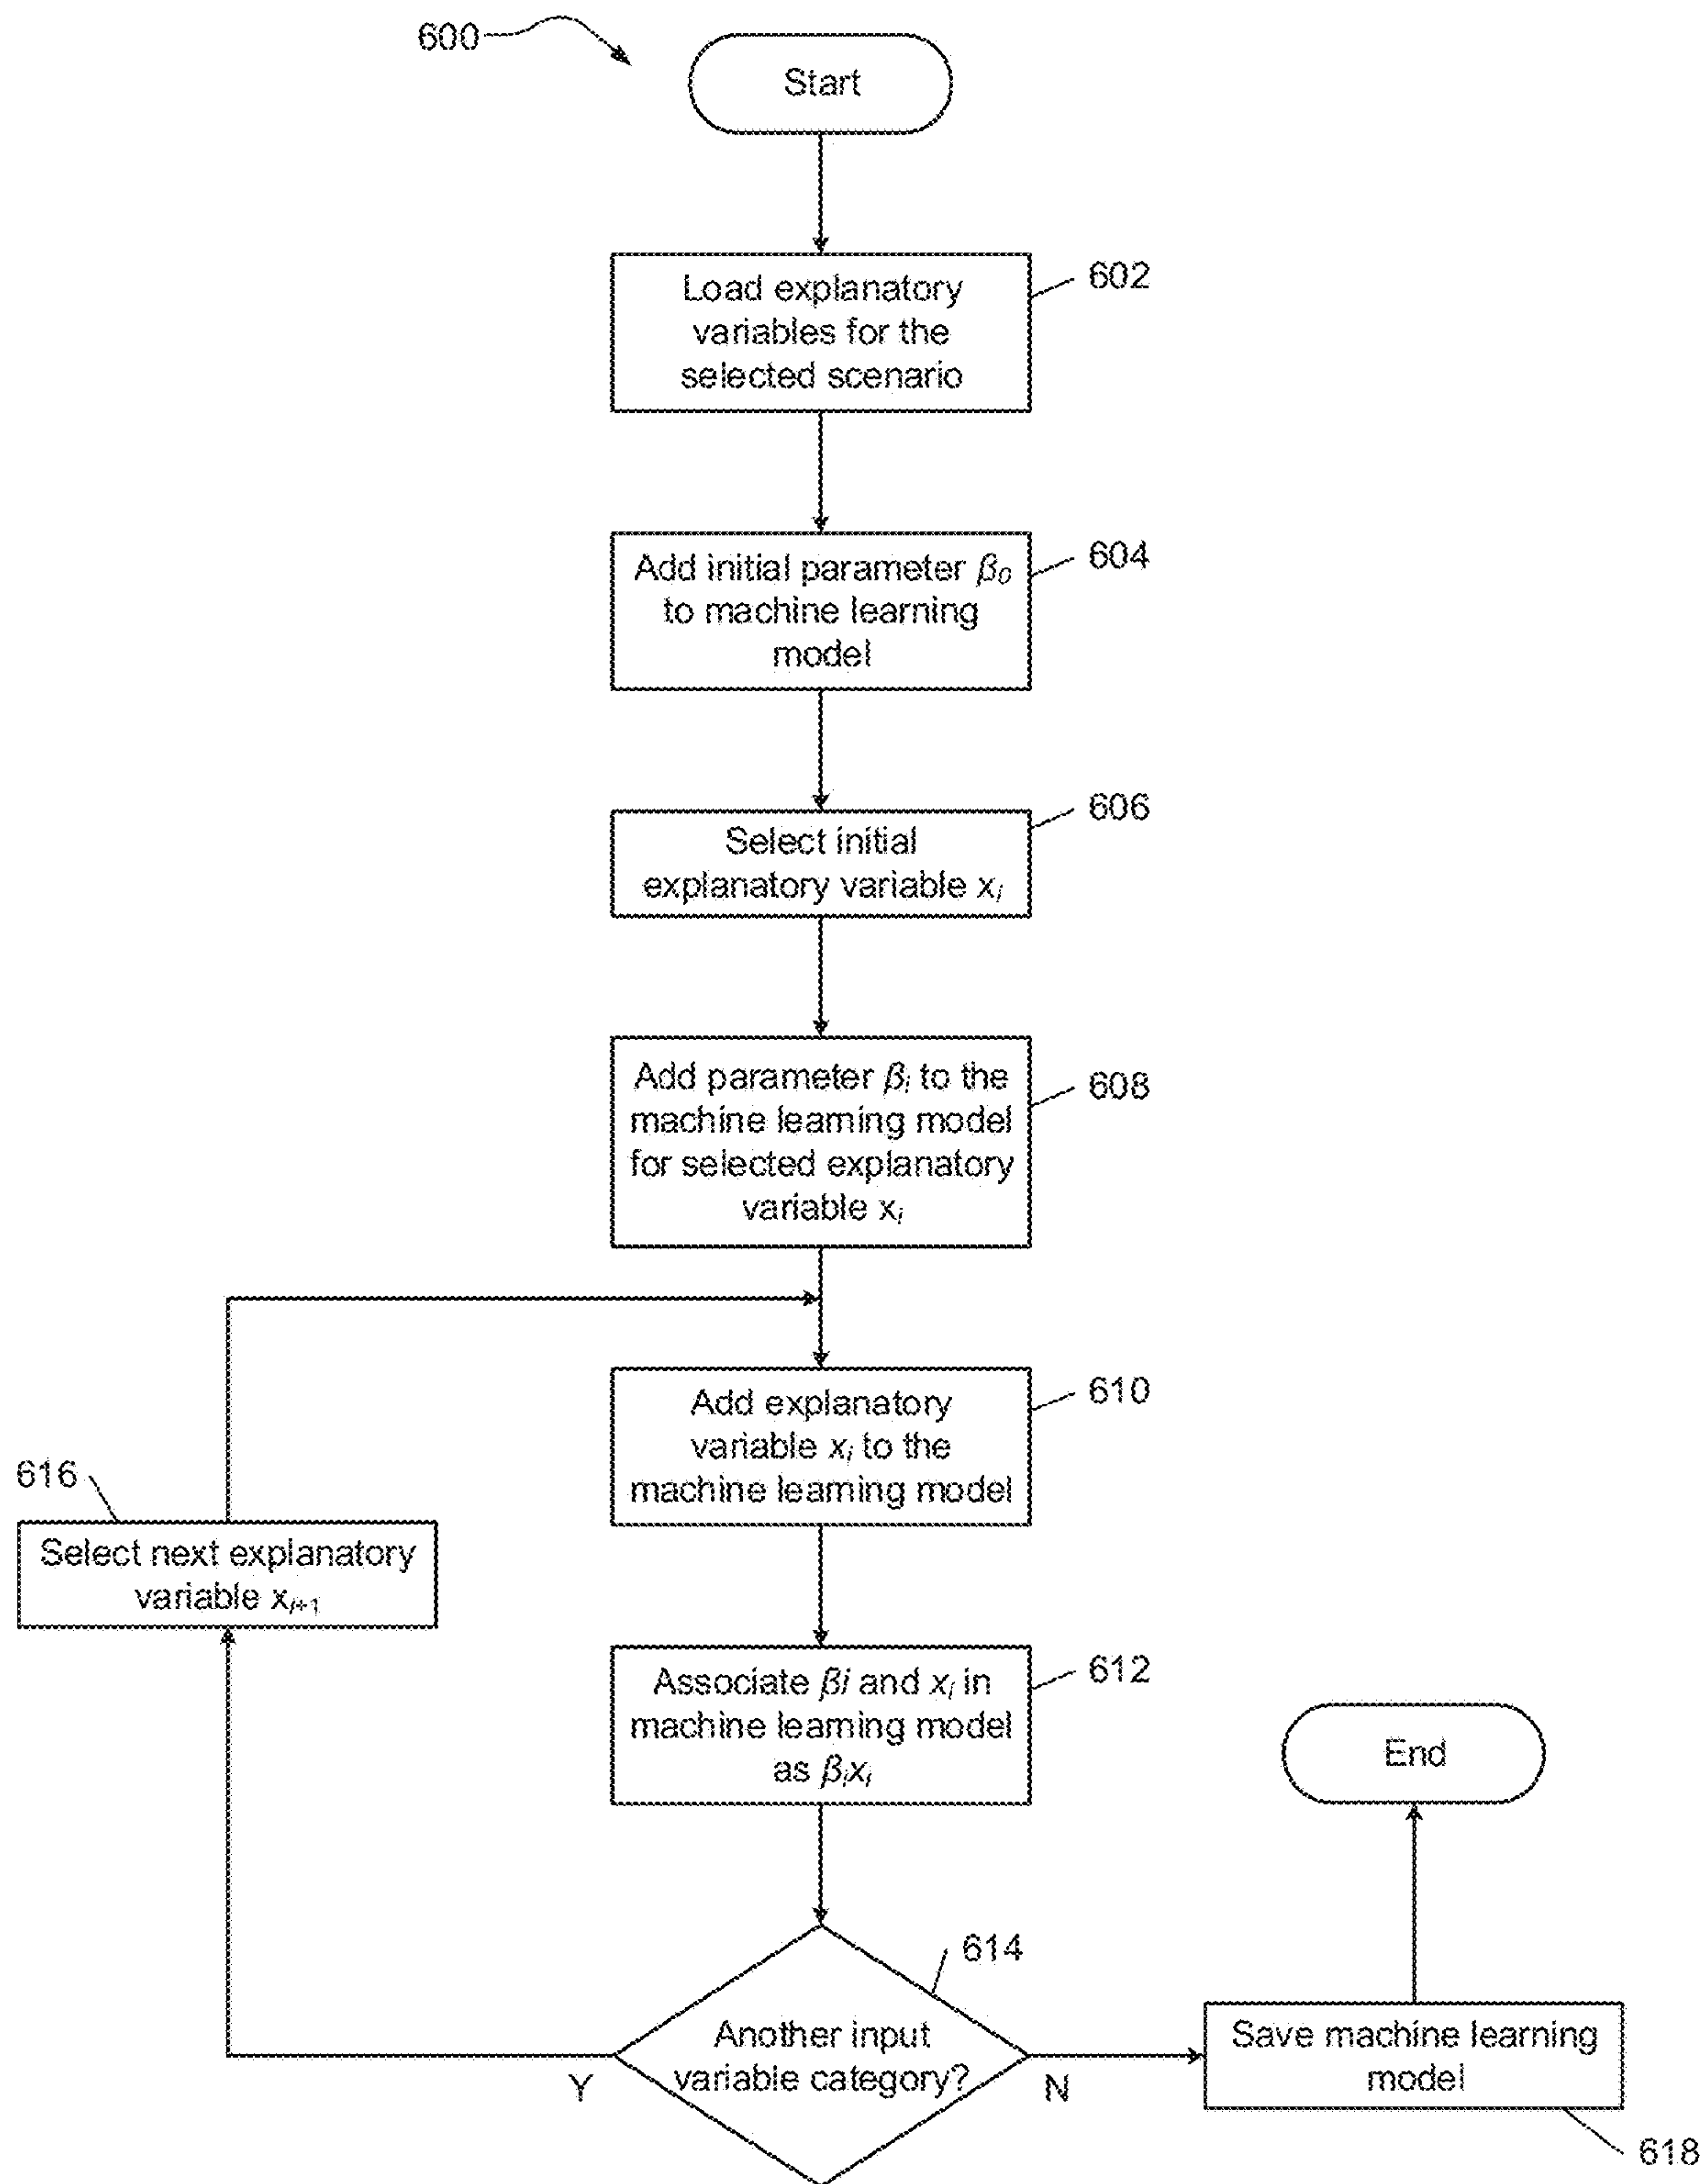 600
Start
Load explanatory
variables for the
selected scenario
602
Add initial parameter β₀
to machine learning
model
604
Select initial
explanatory variable xᵢ
606
Add parameter βᵢ to the
machine learning model
for selected explanatory
variable xᵢ
608
Add explanatory
variable xᵢ to the
machine learning model
610
616
Select next explanatory
variable xᵢ₊₁
Associate βi and xᵢ in
machine learning model
as βᵢxᵢ
612
End
614
Another input
variable category?
Y
N
Save machine learning
model
618